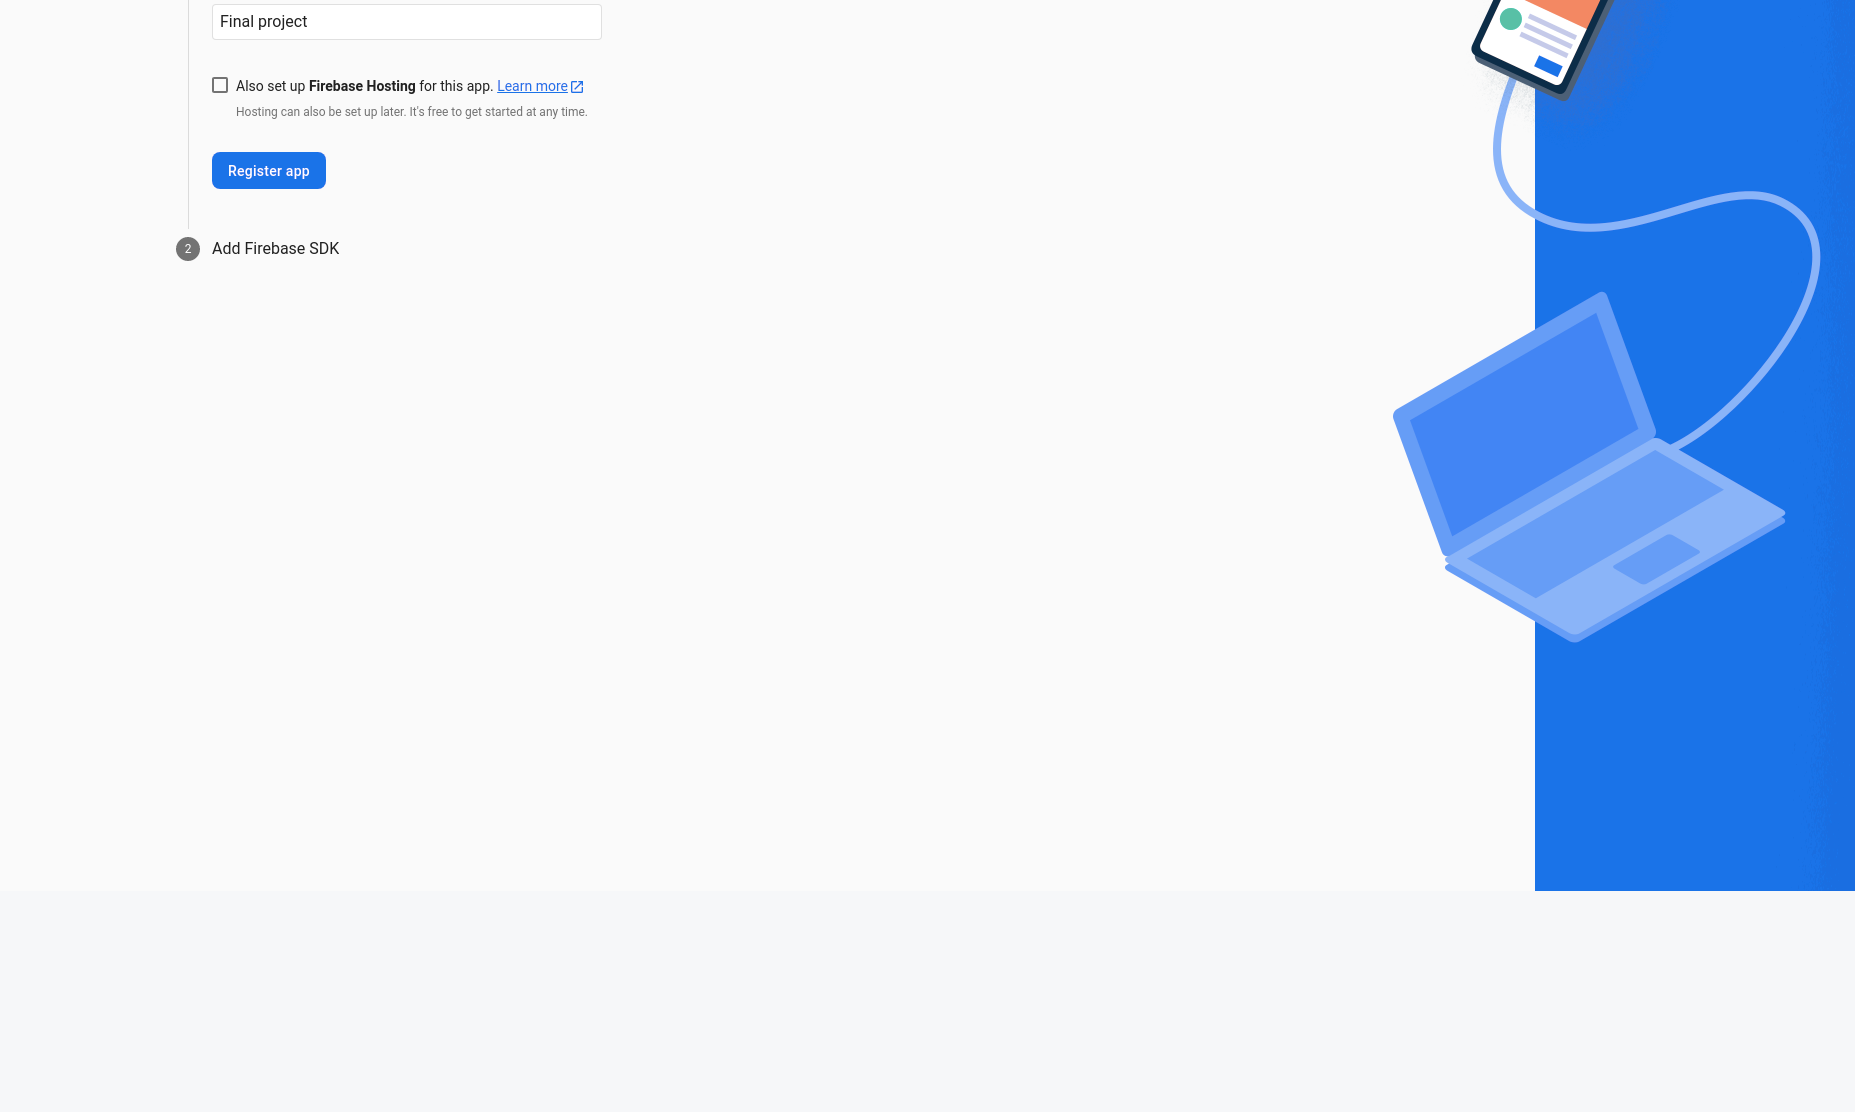 Final project
Also set up Firebase Hosting for this app. Learn more
Hosting can also be set up later. It's free to get started at any time.
Register app
2 Add Firebase SDK